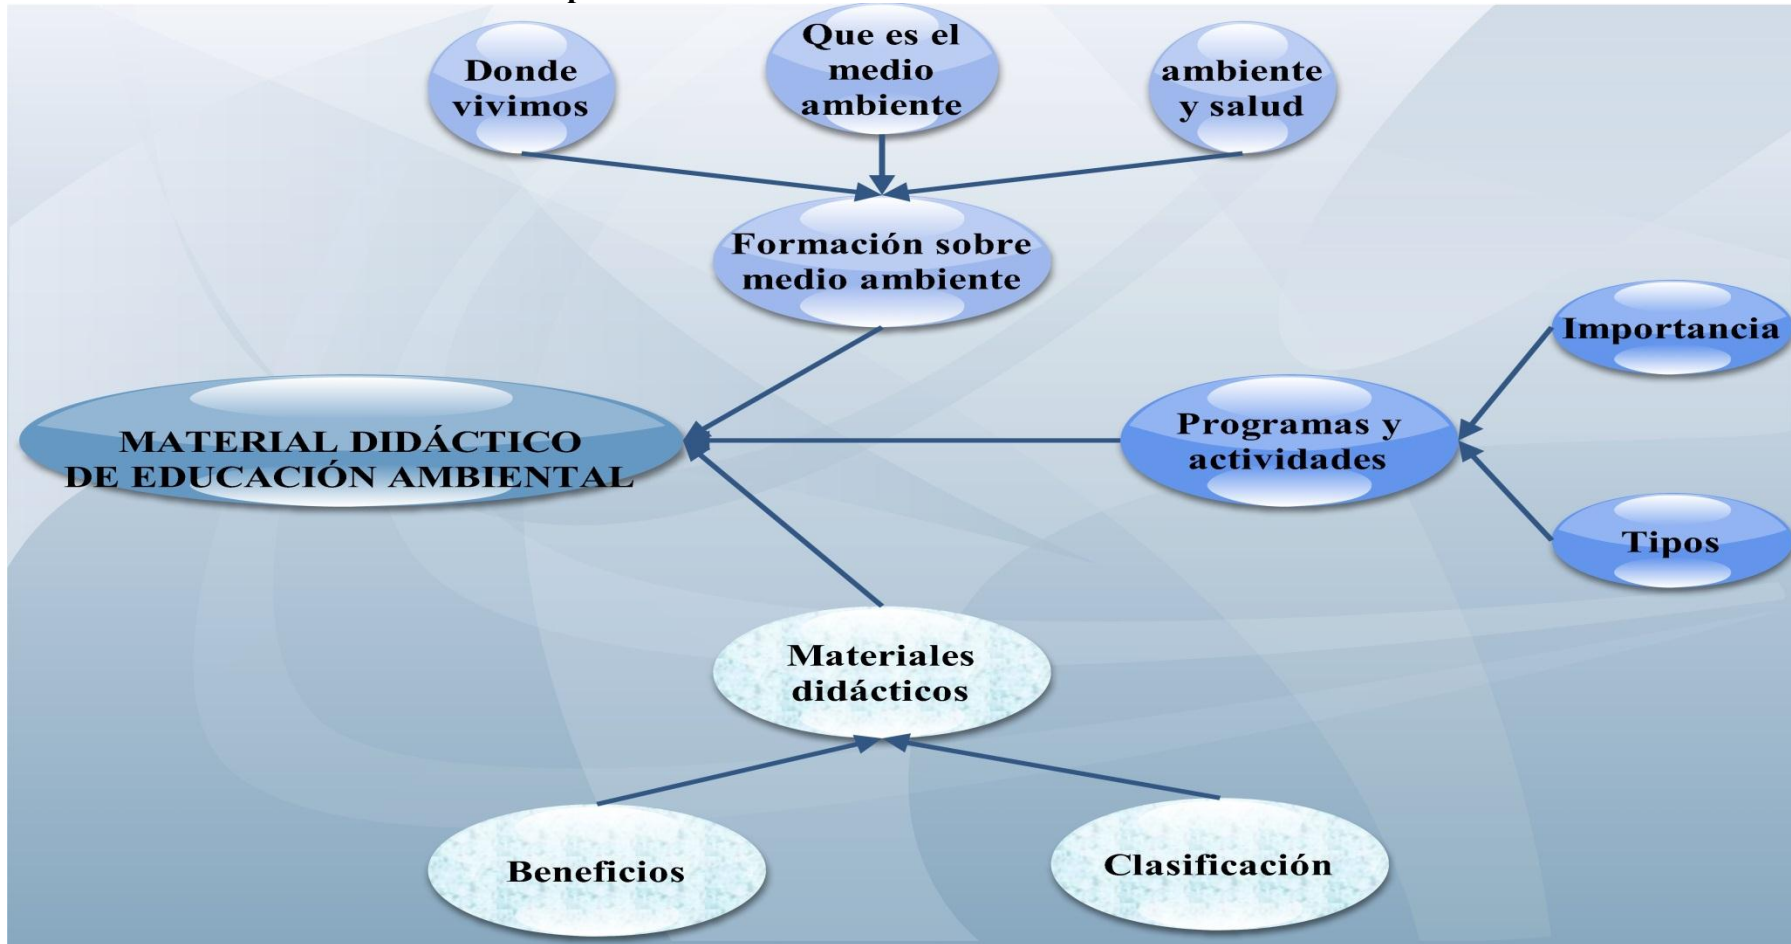 Donde
vivimos
Que es el
medio
ambiente
ambiente
y salud
Formación sobre
medio ambiente
Importancia
MATERIAL DIDÁCTICO
DE EDUCACIÓN AMBIENTAL
Programas y
actividades
Tipos
Materiales
didácticos
Beneficios
Clasificación